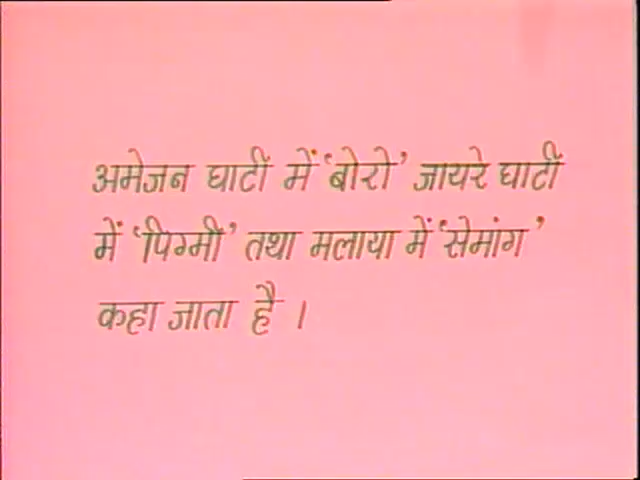 अमेजन घाटी में 'बोरो' जायरे घाटी
में 'पिग्मी' तथा मलाया में 'सेमांग'
कहा जाता है ।